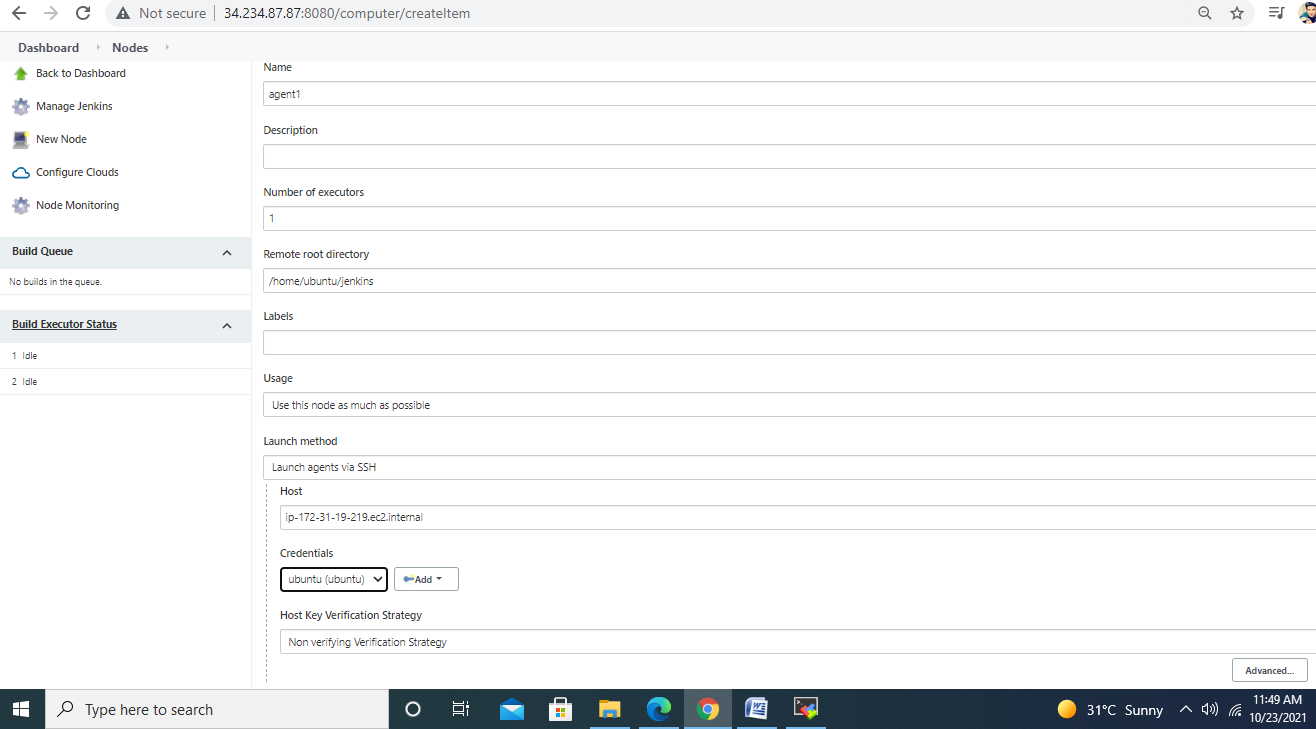 Not secure
34.234.87.87:8080/computer/createItem
Dashboard
Nodes
Back to Dashboard
Manage Jenkins
New Node
Configure Clouds
Node Monitoring
Build Queue
No builds in the queue.
Build Executor Status
1 Idle
2 Idle
Name
agent1
Description
Number of executors
1
Remote root directory
/home/ubuntu/jenkins
Labels
Usage
Use this node as much as possible
Launch method
Launch agents via SSH
Host
ip-172-31-19-219.ec2.internal
Credentials
ubuntu (ubuntu)
Add
Host Key Verification Strategy
Non verifying Verification Strategy
Advanced...
Type here to search
31°C Sunny
11:49 AM
10/23/2021